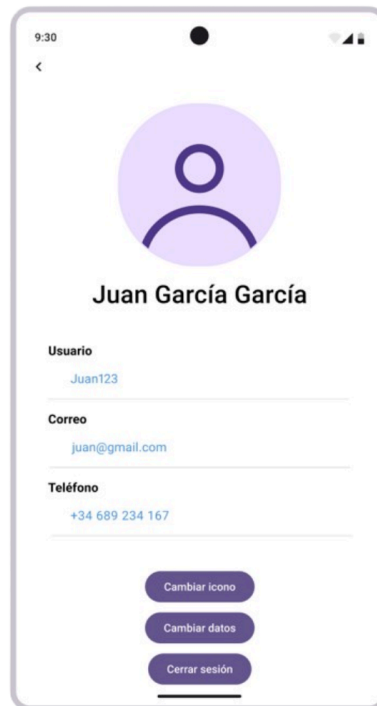 9:30
Juan García García
Usuario
Juan123
Correo
juan@gmail.com
Teléfono
+34 689 234 167
Cambiar icono
Cambiar datos
Cerrar sesión